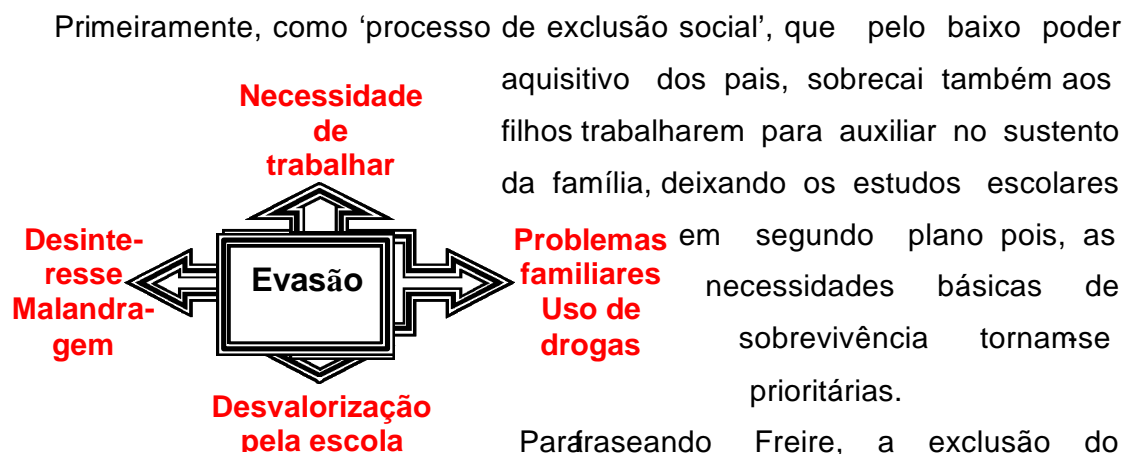 Primeiramente, como ‘processo de exclusão social’, que pelo baixo poder
aquisitivo dos pais, sobrecai também aos
filhos trabalharem para auxiliar no sustento
da família, deixando os estudos escolares
em segundo plano pois, as
necessidades básicas de
sobrevivência tornam-se
prioritárias.
Parafraseando Freire, a exclusão do
Necessidade
de
trabalhar
Desinte-
resse
Malandra-
gem
Evasão
Problemas
familiares
Uso de
drogas
Desvalorização
pela escola